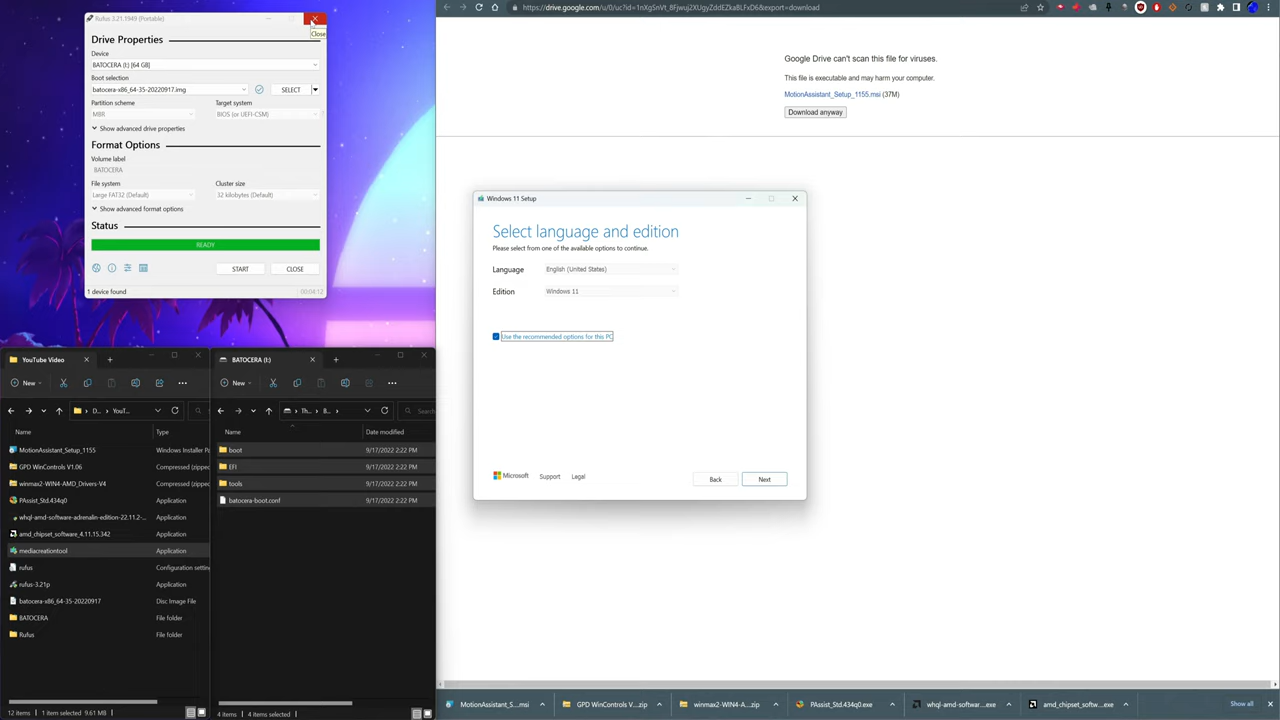 Rufus 3.21.1949 (Portable)
Close
Drive Properties
Device
BATOCERA (I:) [64 GB]
Boot selection
batocera-x86_64-35-20220917.img
SELECT
Partition scheme
Target system
MBR
BIOS (or UEFI-CSM)
Show advanced drive properties
Format Options
Volume label
BATOCERA
File system
Cluster size
Large FAT32 (Default)
32 kilobytes (Default)
Show advanced format options
Status
READY
START
CLOSE
1 device found
00:04:12
YouTube Video
New
D...
YouT...
Name
Type
MotionAssistant_Setup_1155
Windows Installer Pa
GPD WinControls V1.06
Compressed (zipped
winmax2-WIN4-AMD_Drivers-V4
Compressed (zipped
PAssist_Std.434q0
Application
whql-amd-software-adrenalin-edition-22.11.2-...
Application
amd_chipset_software_4.11.15.342
Application
mediacreationtool
Application
rufus
Configuration setting
rufus-3.21p
Application
batocera-x86_64-35-20220917
Disc Image File
BATOCERA
File folder
Rufus
File folder
12 items
1 item selected 9.61 MB
BATOCERA (I:)
New
Th...
B...
Search
Name
Date modified
boot
9/17/2022 2:22 PM
EFI
9/17/2022 2:22 PM
tools
9/17/2022 2:22 PM
batocera-boot.conf
9/17/2022 2:22 PM
4 items
4 items selected
Google Drive can't scan this file for viruses.
This file is executable and may harm your computer.
MotionAssistant_Setup_1155.msi (37M)
Download anyway
Windows 11 Setup
Select language and edition
Please select from one of the available options to continue.
Language
English (United States)
Edition
Windows 11
Use the recommended options for this PC
Microsoft
Support
Legal
Back
Next
MotionAssistant_S....msi
GPD WinControls V....zip
winmax2-WIN4-A....zip
PAssist_Std.434q0.exe
whql-amd-softwar....exe
amd_chipset_softw....exe
Show all